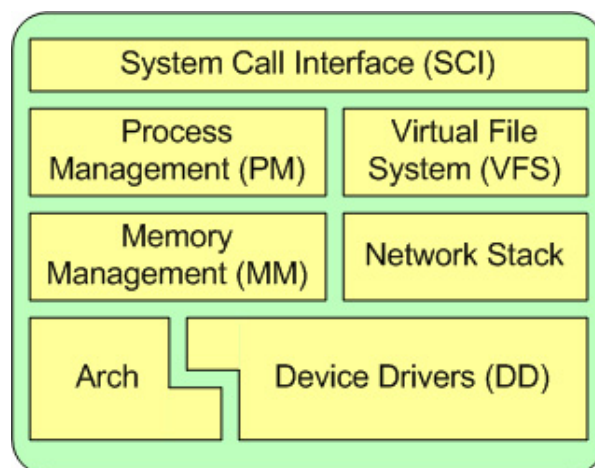 System Call Interface (SCI)
Process
Management (PM)
Virtual File
System (VFS)
Memory
Management (MM)
Network Stack
Arch
Device Drivers (DD)